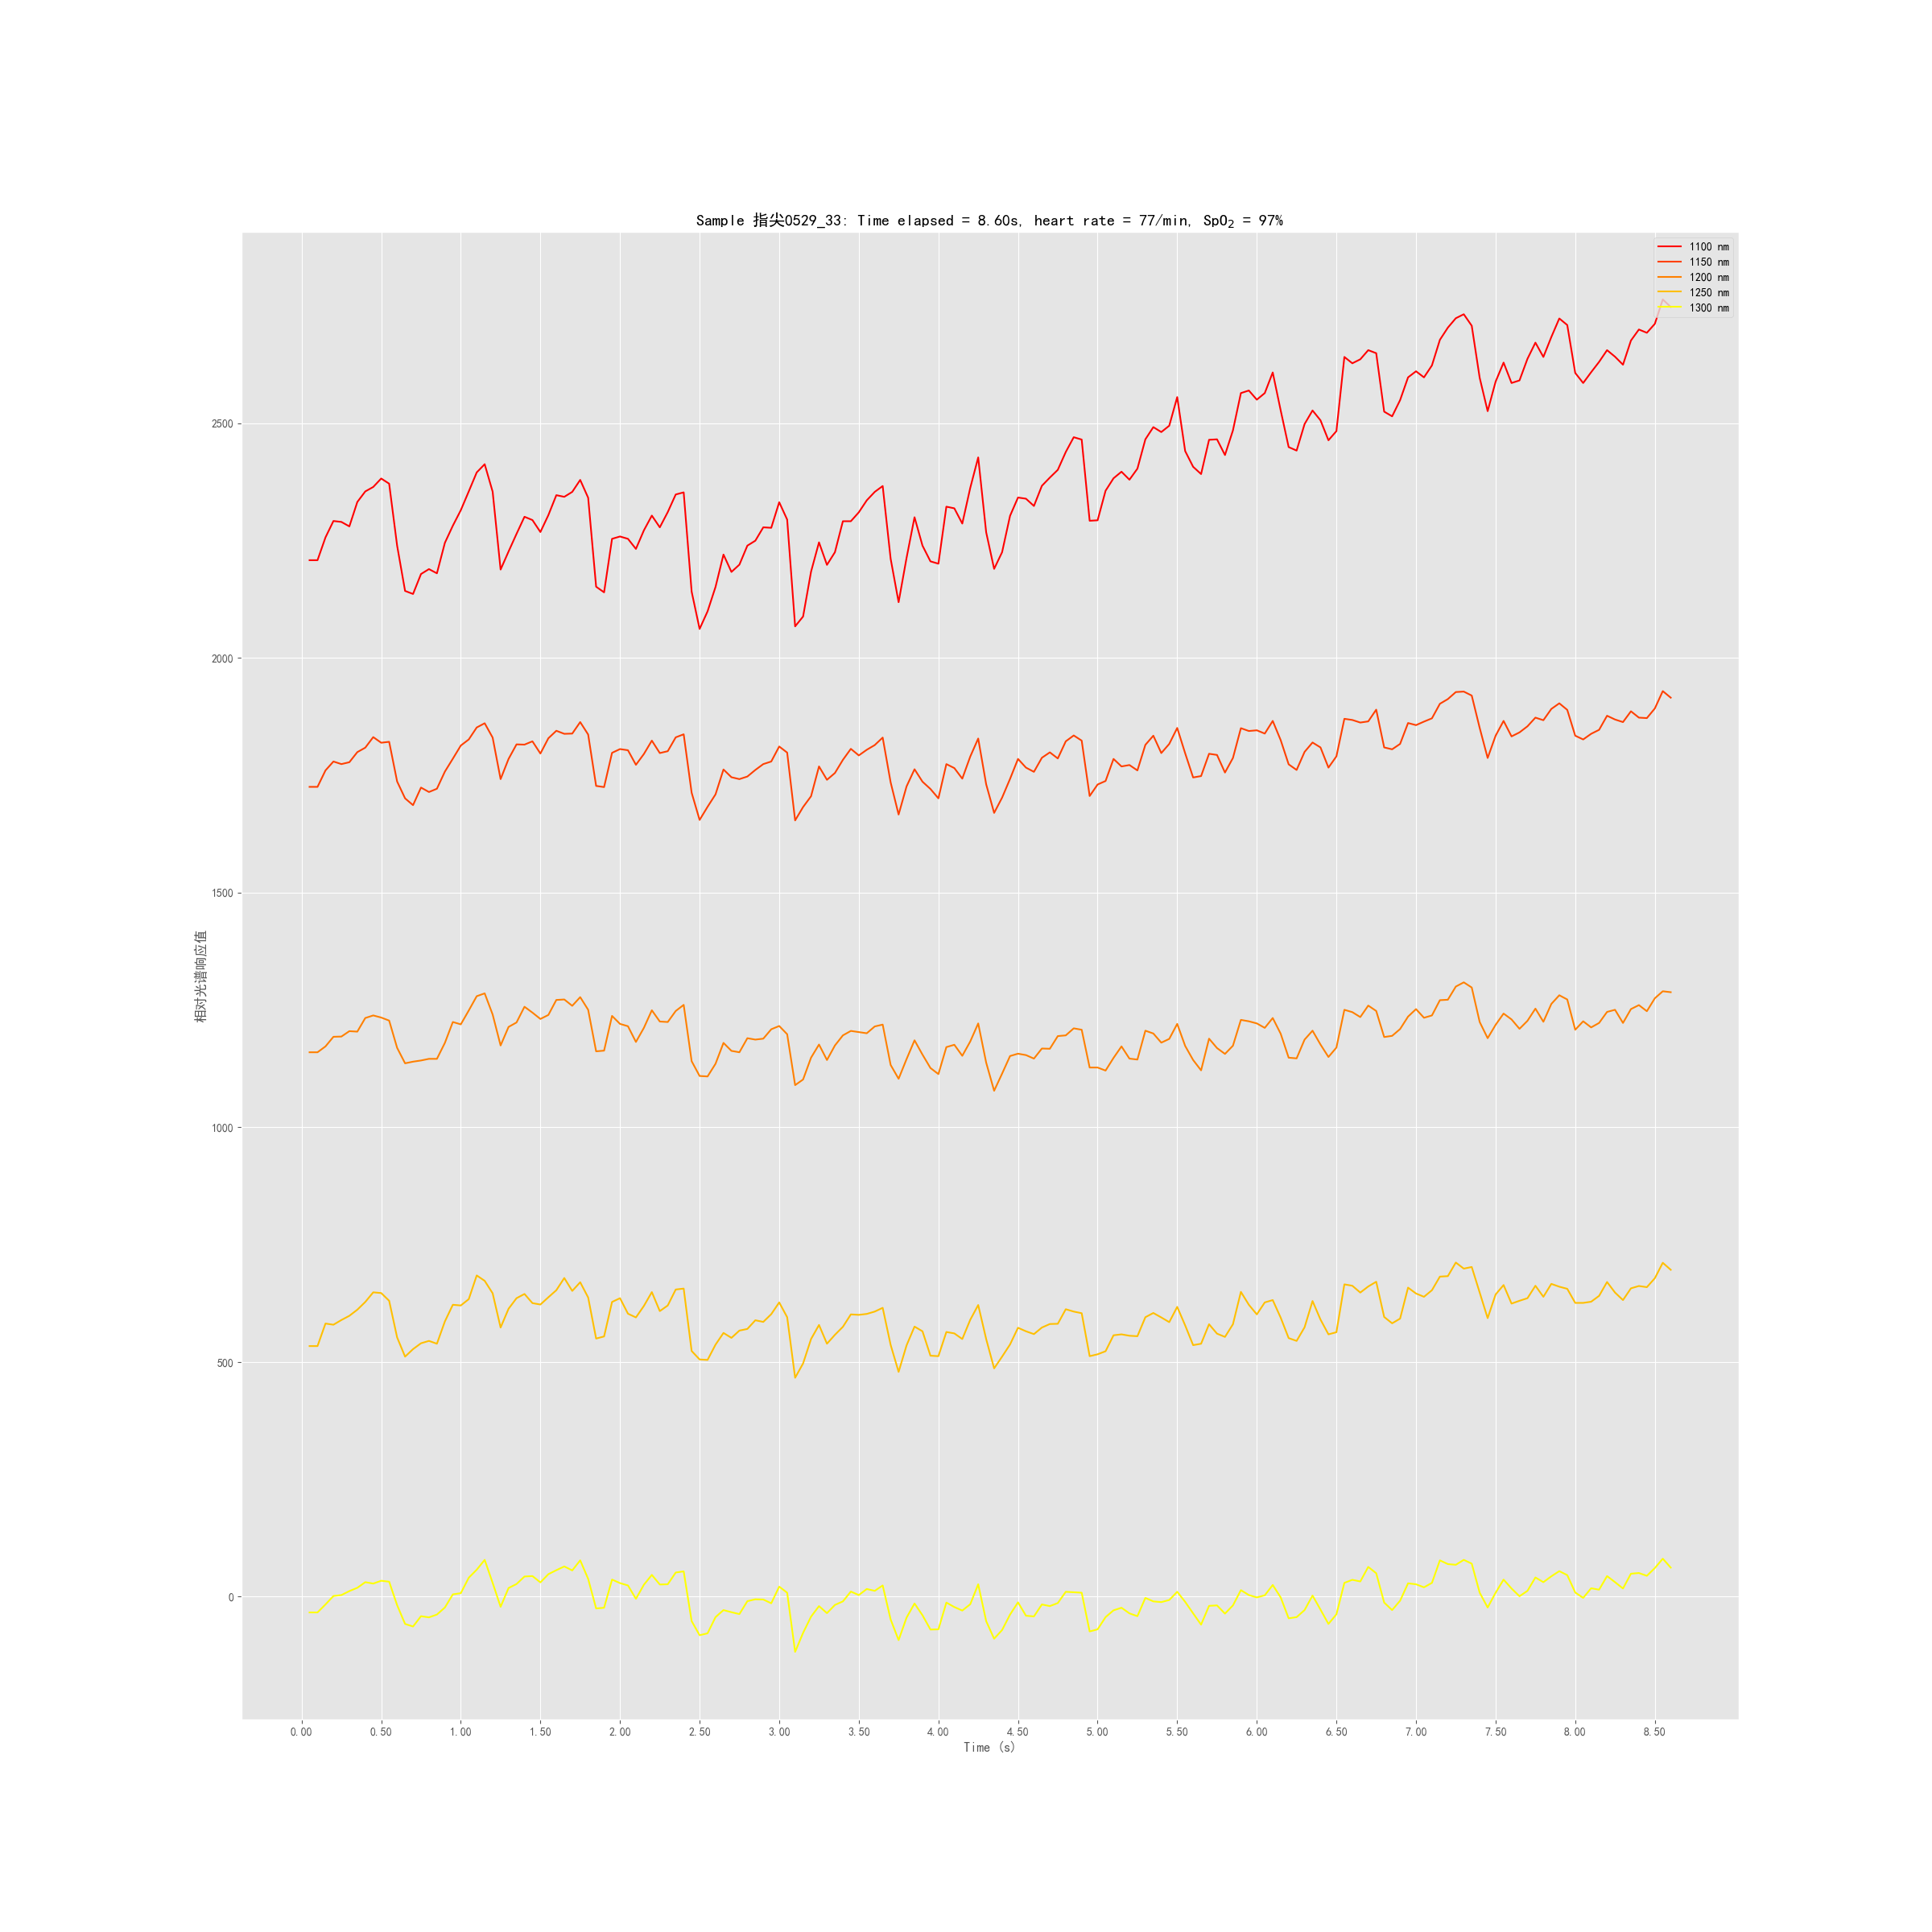 Sample 指尖0529_33: Time elapsed = 8.60s, heart rate = 77/min, SpO2 = 97%
1100 nm
1150 nm
1200 nm
1250 nm
1300 nm
2500
2000
1500
1000
500
0
相对光谱响应值
0.00 0.50 1.00 1.50 2.00 2.50 3.00 3.50 4.00 4.50 5.00 5.50 6.00 6.50 7.00 7.50 8.00 8.50
Time (s)